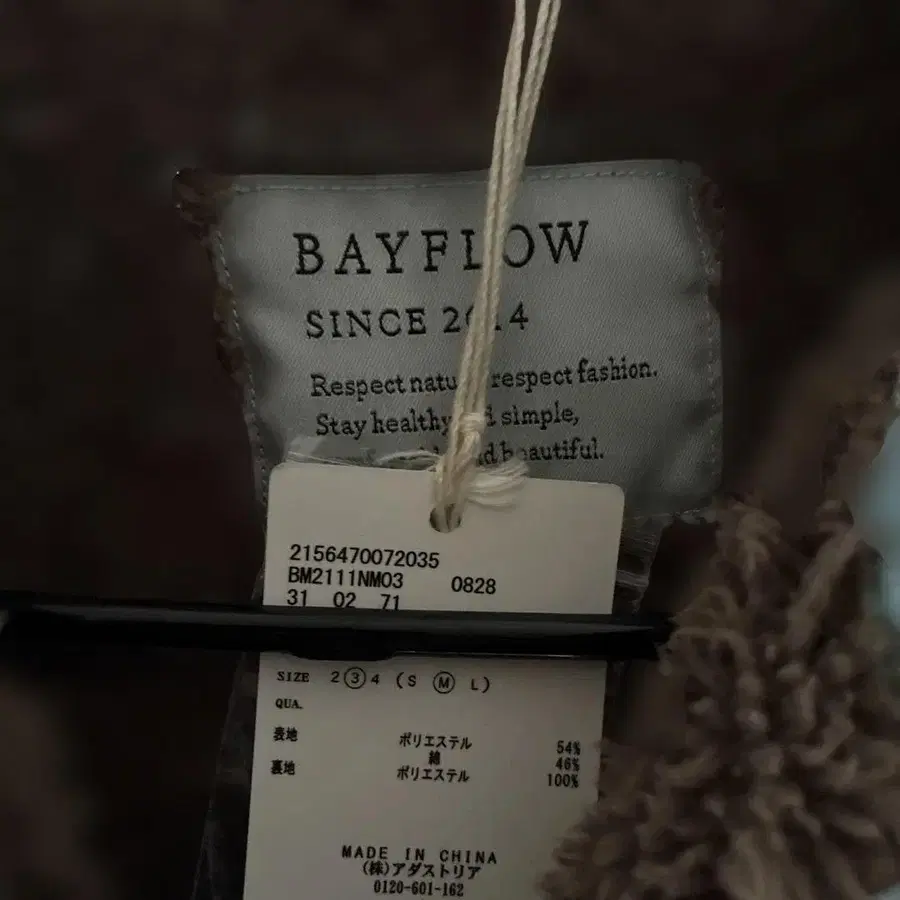 BAYFLOW
SINCE 2014
Respect natu respect fashion.
Stay healthy simple,
beautiful.
2156470072035
BM2111NM03 0828
31 02 71
SIZE 2 3 4 (S M L)
QUA.
表地 ポリエステル 54%
綿 46%
裏地 ポリエステル 100%
MADE IN CHINA
(株)アダストリア
0120-601-162